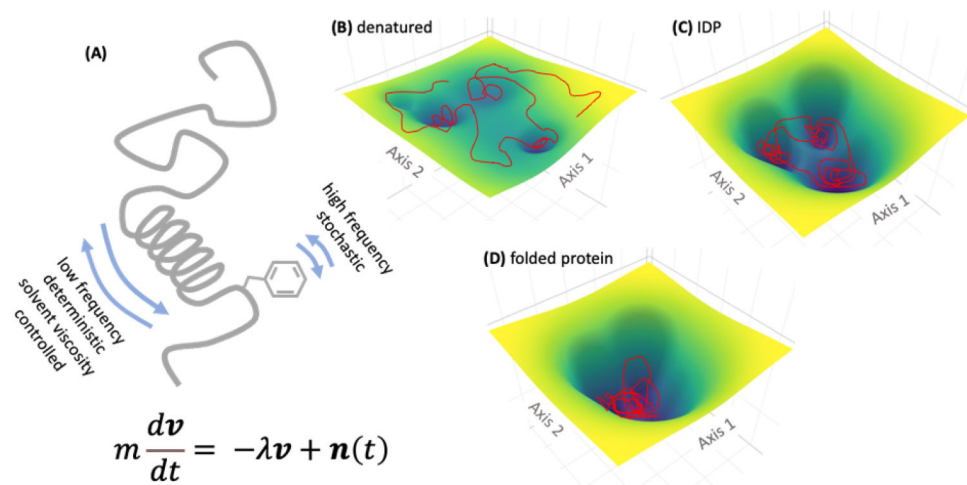 (A)
(B) denatured
(C) IDP
Axis 2
Axis 1
Axis 2
Axis 1
high frequency
stochastic
low frequency
deterministic
solvent viscosity
controlled
(D) folded protein
Axis 2
Axis 1
m dv/dt = −λv + n(t)